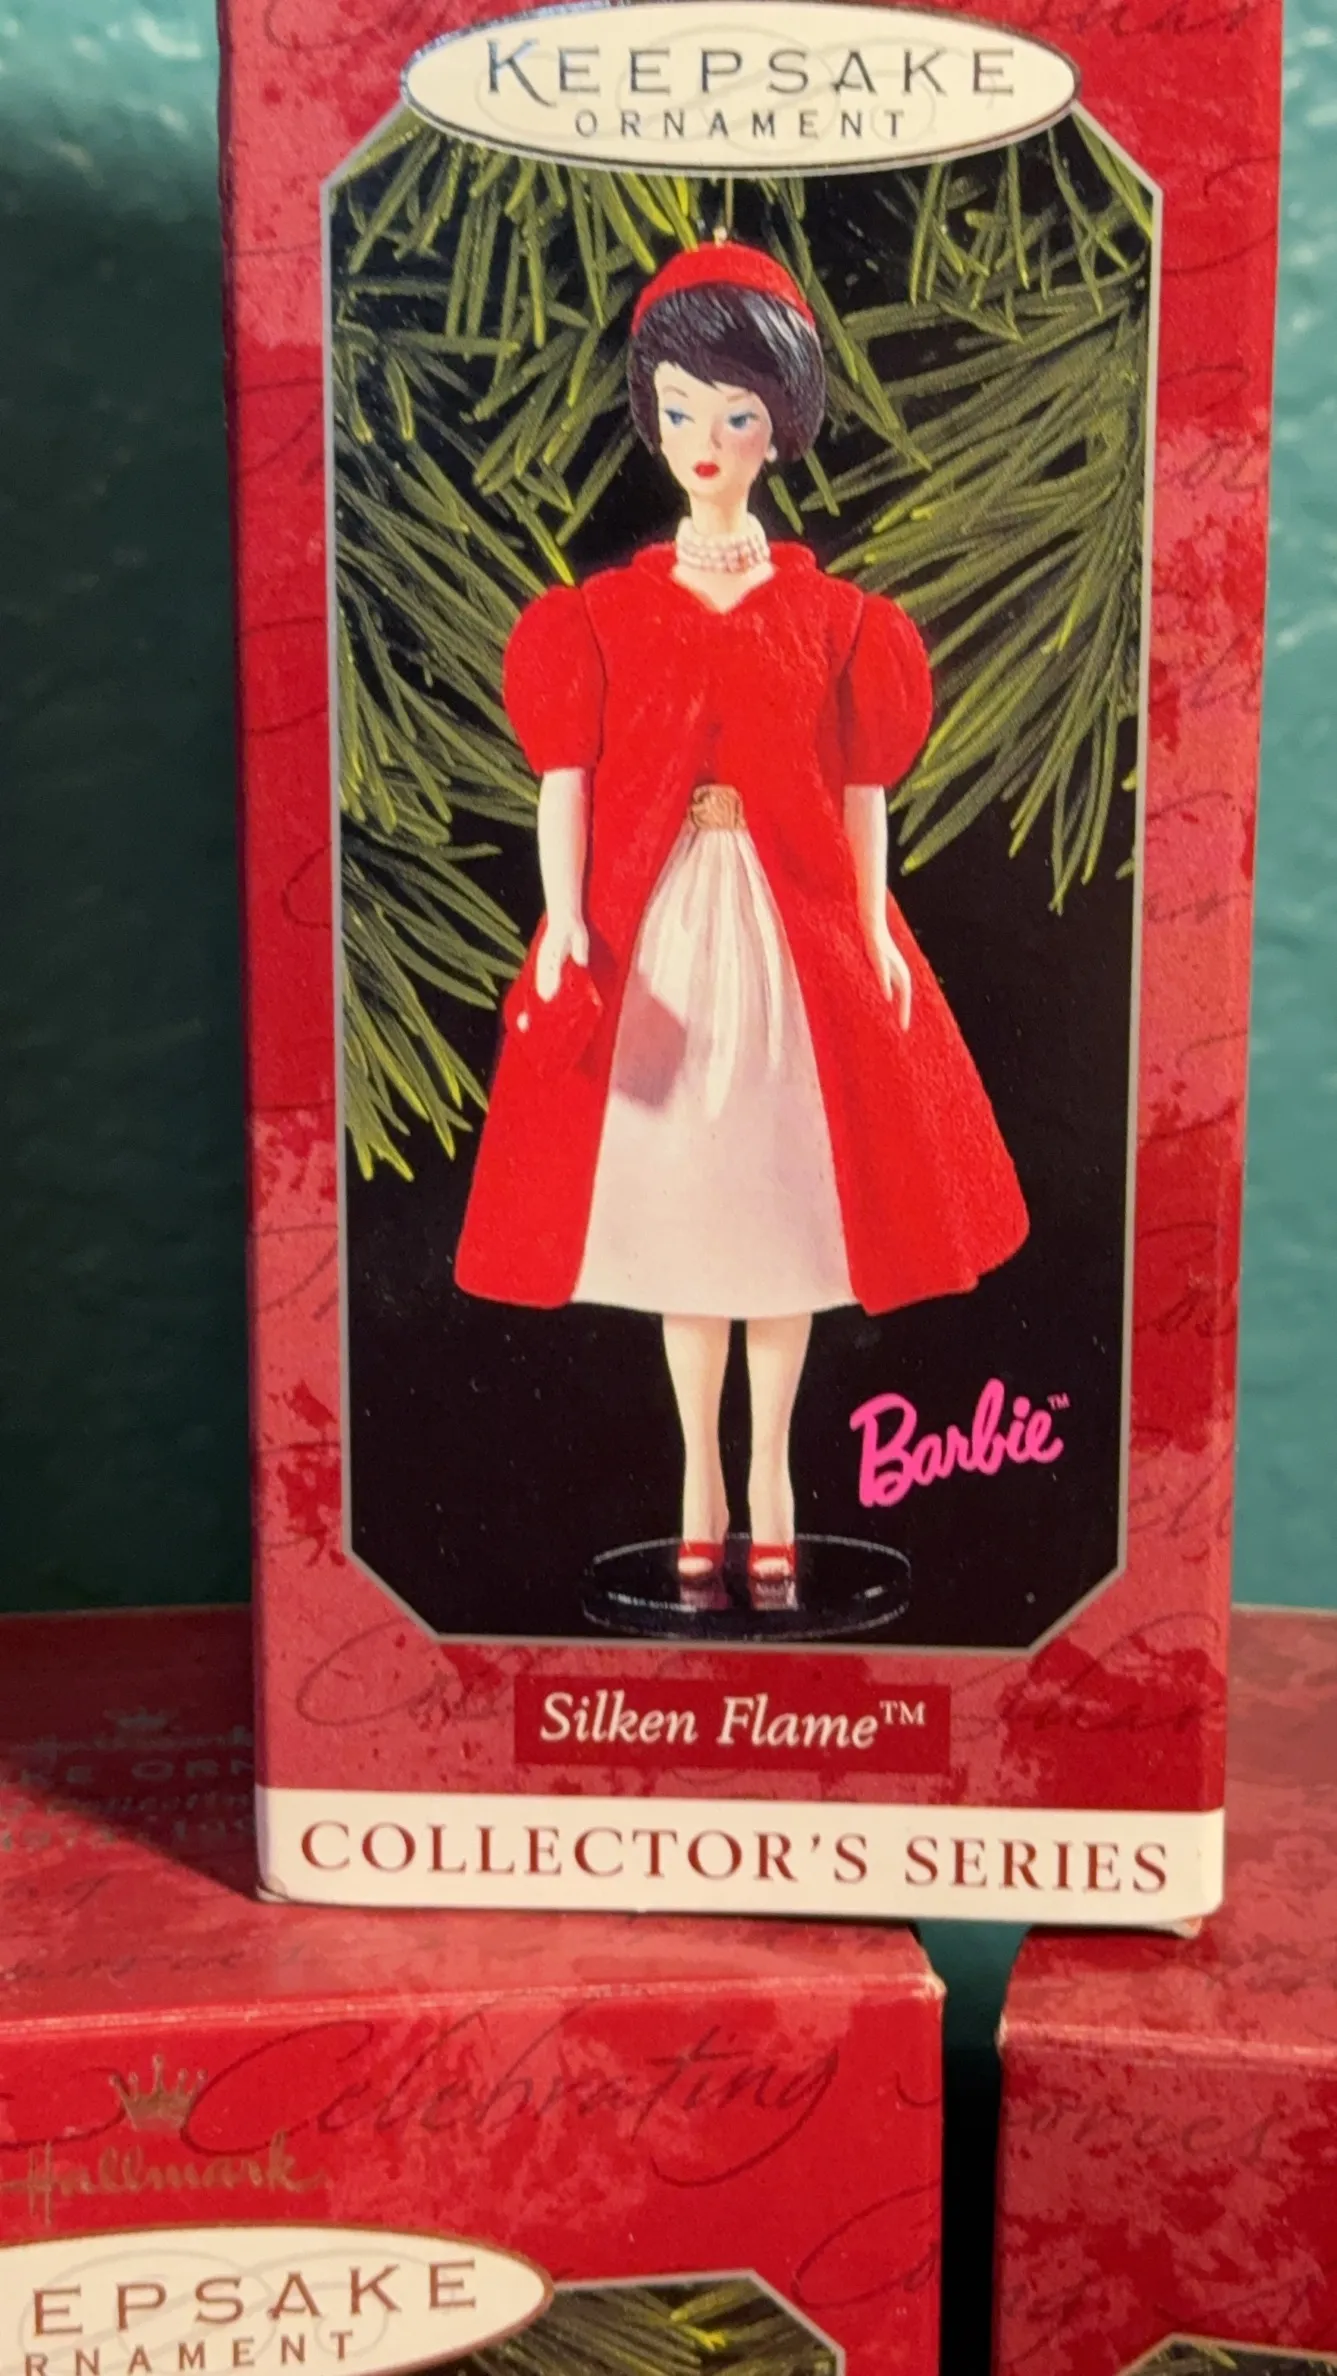 KEEPSAKE
ORNAMENT
Barbie™
Silken Flame™
COLLECTOR'S SERIES
Celebrating
Hallmark
EPSAKE
RNAMENT